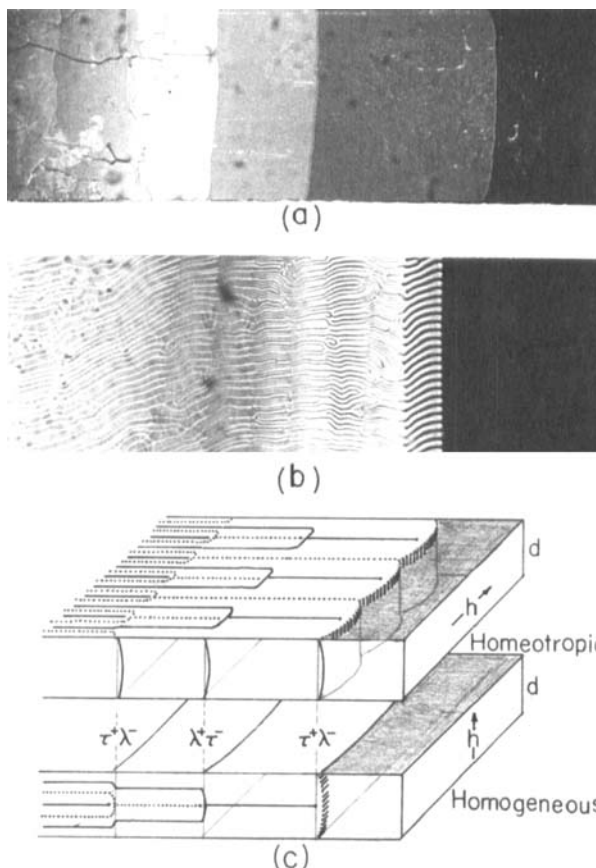 (a)
(b)
d
h
Homeotropic
d
τ⁺λ⁻ λ⁺τ⁻ τ⁺λ⁻
h
Homogeneous
(c)